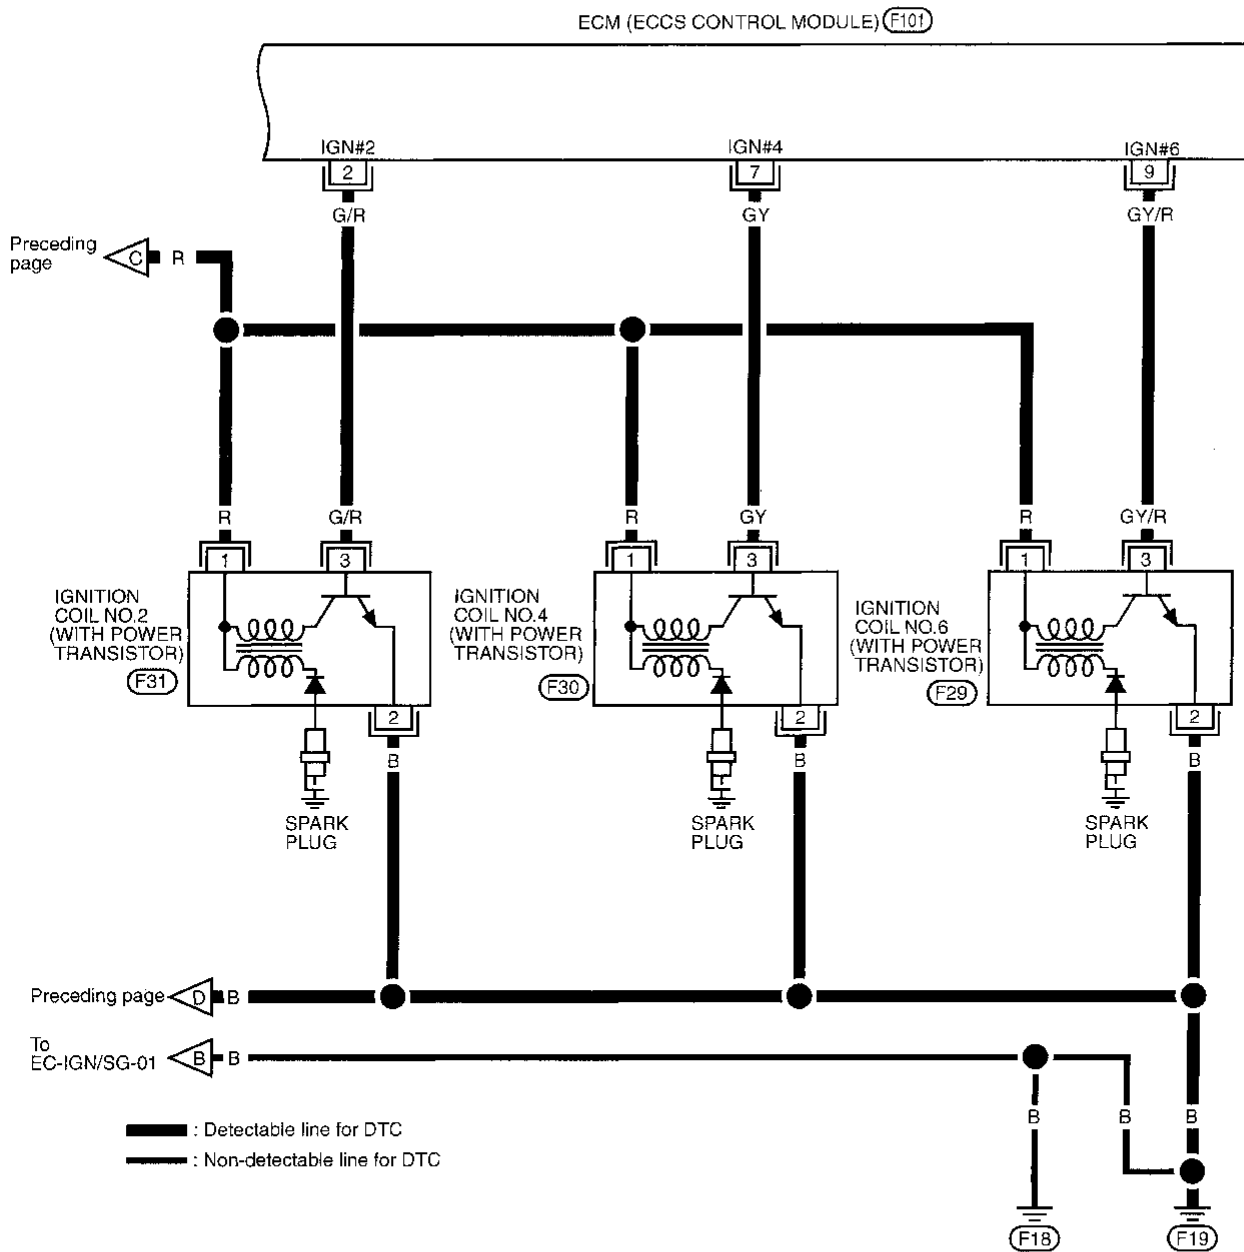 ECM (ECCS CONTROL MODULE) F101
IGN#2
IGN#4
IGN#6
2
7
9
G/R
GY
GY/R
Preceding
page
C
R
R
G/R
R
GY
R
GY/R
1
3
1
3
1
3
IGNITION
COIL NO.2
(WITH POWER
TRANSISTOR)
F31
IGNITION
COIL NO.4
(WITH POWER
TRANSISTOR)
F30
IGNITION
COIL NO.6
(WITH POWER
TRANSISTOR)
F29
2
2
2
B
B
B
SPARK
PLUG
SPARK
PLUG
SPARK
PLUG
Preceding page D B
To
EC-IGN/SG-01 B B
B
B
B
: Detectable line for DTC
: Non-detectable line for DTC
F18
F19